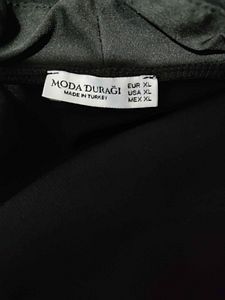 MODA DURAĞI
MADE IN TURKEY
EUR XL
USA XL
MEX XL